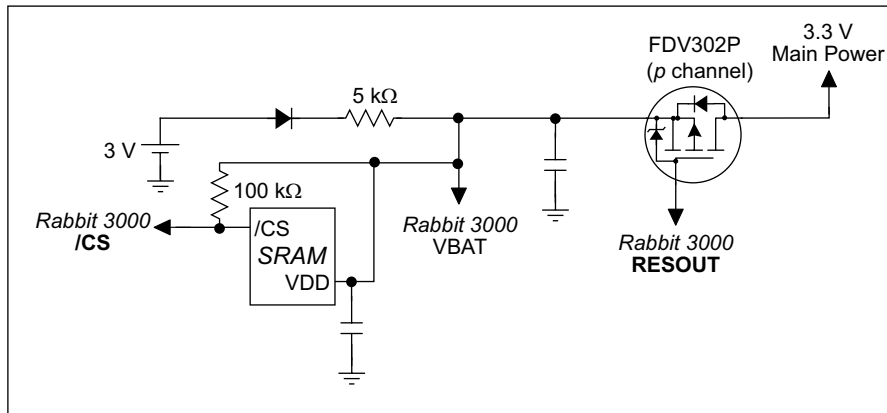 3.3 V
Main Power
FDV302P
(p channel)
5 kΩ
3 V
100 kΩ
Rabbit 3000
/CS
/CS
SRAM
VDD
Rabbit 3000
VBAT
Rabbit 3000
RESOUT